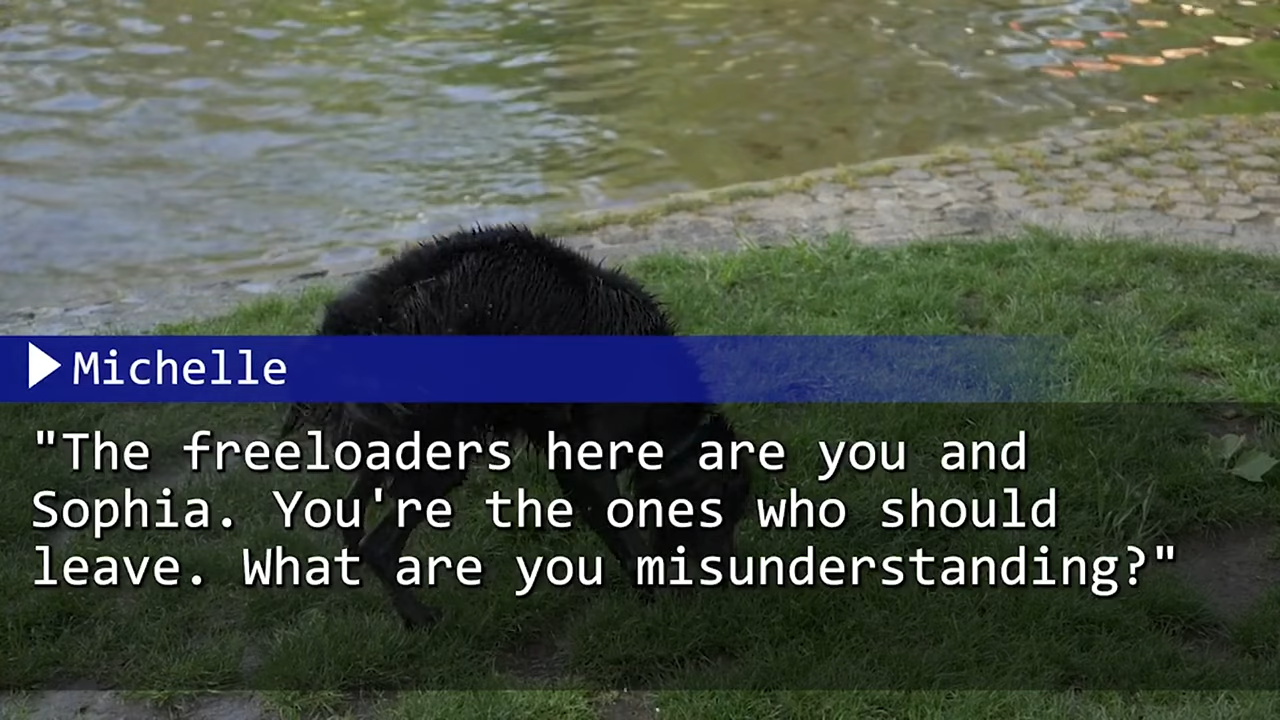 Michelle
"The freeloaders here are you and
Sophia. You're the ones who should
leave. What are you misunderstanding?"